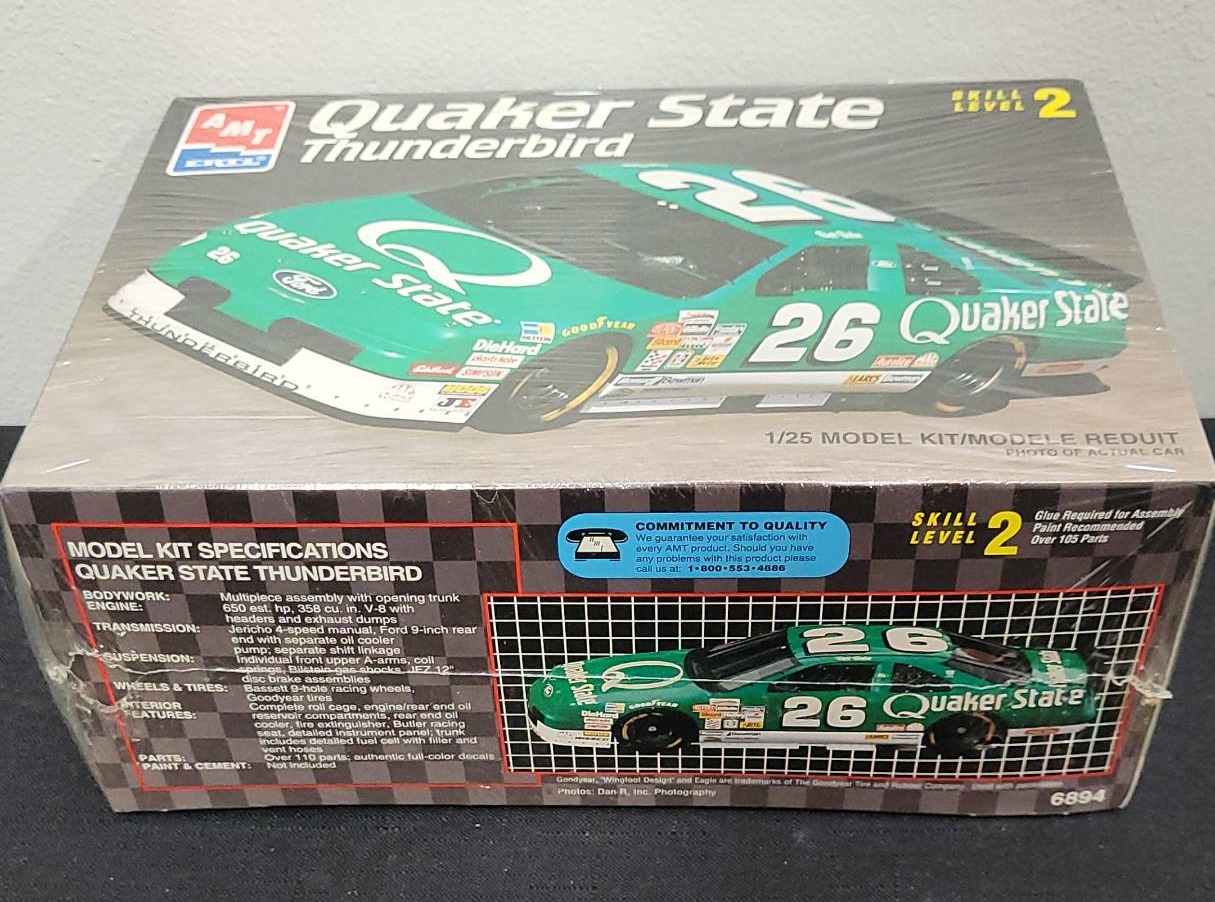 AMT
ERTL
Quaker State
Thunderbird
SKILL
LEVEL 2
26
Quaker State
26
Ford
Q
THUNDERBIRD
GOODYEAR
DieHard
SIMPSON
MOOG
JE
26
Quaker State
Bowman
SEARS
1/25 MODEL KIT/MODELE REDUIT
PHOTO OF ACTUAL CAR
MODEL KIT SPECIFICATIONS
QUAKER STATE THUNDERBIRD
BODYWORK: Multipiece assembly with opening trunk
ENGINE: 650 est. hp, 358 cu. in. V-8 with
headers and exhaust dumps
TRANSMISSION: Jericho 4-speed manual, Ford 9-inch rear
end with separate oil cooler
pump; separate shift linkage
SUSPENSION: Individual front upper A-arms, coil
springs, Bilstein gas shocks, JFZ 12"
disc brake assemblies
WHEELS & TIRES: Bassett 9-hole racing wheels,
Goodyear tires
INTERIOR Complete roll cage, engine/rear end oil
FEATURES: reservoir compartments, rear end oil
cooler, fire extinguisher, Butler racing
seat, detailed instrument panel; trunk
includes detailed fuel cell with filler and
vent hoses
PARTS: Over 110 parts; authentic full-color decals
PAINT & CEMENT: Not included
COMMITMENT TO QUALITY
We guarantee your satisfaction with
every AMT product. Should you have
any problems with this product please
call us at: 1•800•553•4886
SKILL
LEVEL 2
Glue Required for Assembly
Paint Recommended
Over 105 Parts
26
Quaker State
GOODYEAR
DieHard
26
Quaker State
Goodyear, "Wingfoot Design" and Eagle are trademarks of The Goodyear Tire and Rubber Company. Used with permission.
Photos: Dan R, Inc. Photography
6894